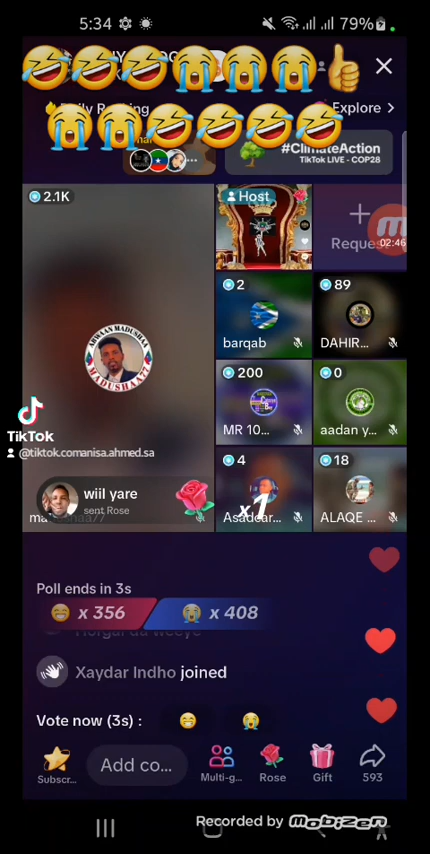 5:34
79%
Daily Ranking
Explore >
#ClimateAction
TikTok LIVE - COP28
2.1K
Host
Reques
02:46
2
89
barqab
DAHIR...
ARWAAN MADUSHAA
MADUSHAA77
200
0
MR 10...
aadan y...
TikTok
@tiktok.comanisa.ahmed.sa
4
18
wiil yare
sent Rose
x1
Asadcar...
ALAQE ...
Poll ends in 3s
x 356
x 408
Xaydar Indho joined
Vote now (3s) :
Subscr...
Add co...
Multi-g...
Rose
Gift
593
Recorded by mobizen